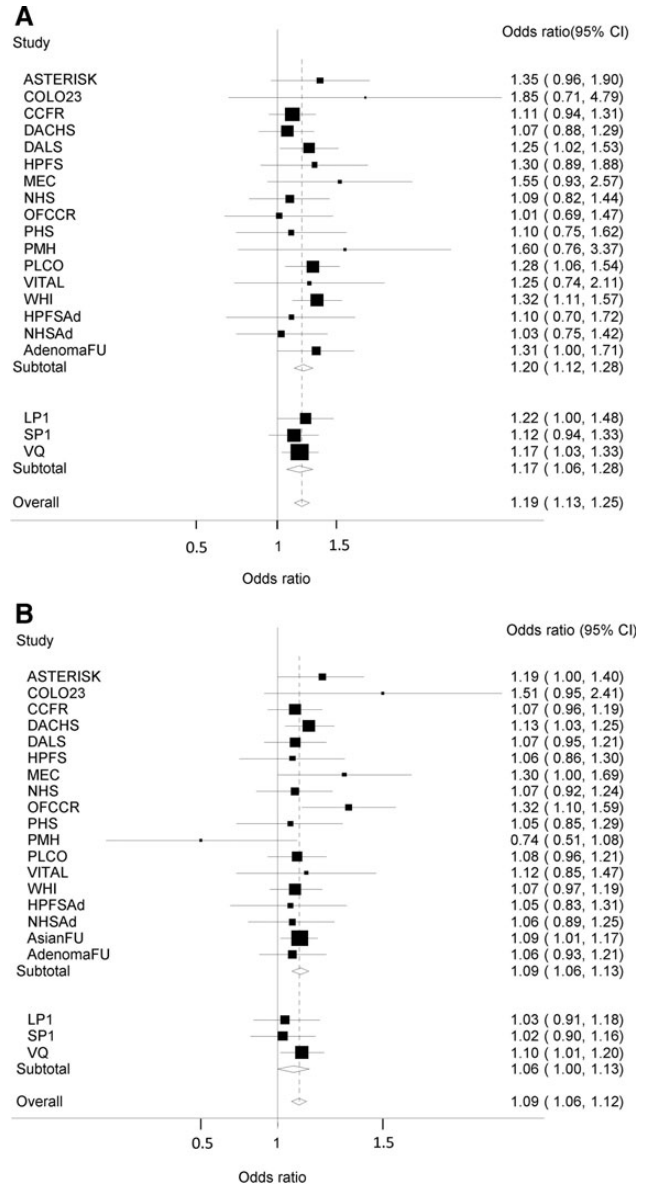 A
Odds ratio(95% CI)
Study
ASTERISK 1.35 ( 0.96, 1.90)
COLO23 1.85 ( 0.71, 4.79)
CCFR 1.11 ( 0.94, 1.31)
DACHS 1.07 ( 0.88, 1.29)
DALS 1.25 ( 1.02, 1.53)
HPFS 1.30 ( 0.89, 1.88)
MEC 1.55 ( 0.93, 2.57)
NHS 1.09 ( 0.82, 1.44)
OFCCR 1.01 ( 0.69, 1.47)
PHS 1.10 ( 0.75, 1.62)
PMH 1.60 ( 0.76, 3.37)
PLCO 1.28 ( 1.06, 1.54)
VITAL 1.25 ( 0.74, 2.11)
WHI 1.32 ( 1.11, 1.57)
HPFSAd 1.10 ( 0.70, 1.72)
NHSAd 1.03 ( 0.75, 1.42)
AdenomaFU 1.31 ( 1.00, 1.71)
Subtotal 1.20 ( 1.12, 1.28)
LP1 1.22 ( 1.00, 1.48)
SP1 1.12 ( 0.94, 1.33)
VQ 1.17 ( 1.03, 1.33)
Subtotal 1.17 ( 1.06, 1.28)
Overall 1.19 ( 1.13, 1.25)
0.5 1 1.5
Odds ratio
B
Odds ratio (95% CI)
Study
ASTERISK 1.19 ( 1.00, 1.40)
COLO23 1.51 ( 0.95, 2.41)
CCFR 1.07 ( 0.96, 1.19)
DACHS 1.13 ( 1.03, 1.25)
DALS 1.07 ( 0.95, 1.21)
HPFS 1.06 ( 0.86, 1.30)
MEC 1.30 ( 1.00, 1.69)
NHS 1.07 ( 0.92, 1.24)
OFCCR 1.32 ( 1.10, 1.59)
PHS 1.05 ( 0.85, 1.29)
PMH 0.74 ( 0.51, 1.08)
PLCO 1.08 ( 0.96, 1.21)
VITAL 1.12 ( 0.85, 1.47)
WHI 1.07 ( 0.97, 1.19)
HPFSAd 1.05 ( 0.83, 1.31)
NHSAd 1.06 ( 0.89, 1.25)
AsianFU 1.09 ( 1.01, 1.17)
AdenomaFU 1.06 ( 0.93, 1.21)
Subtotal 1.09 ( 1.06, 1.13)
LP1 1.03 ( 0.91, 1.18)
SP1 1.02 ( 0.90, 1.16)
VQ 1.10 ( 1.01, 1.20)
Subtotal 1.06 ( 1.00, 1.13)
Overall 1.09 ( 1.06, 1.12)
0.5 1 1.5
Odds ratio